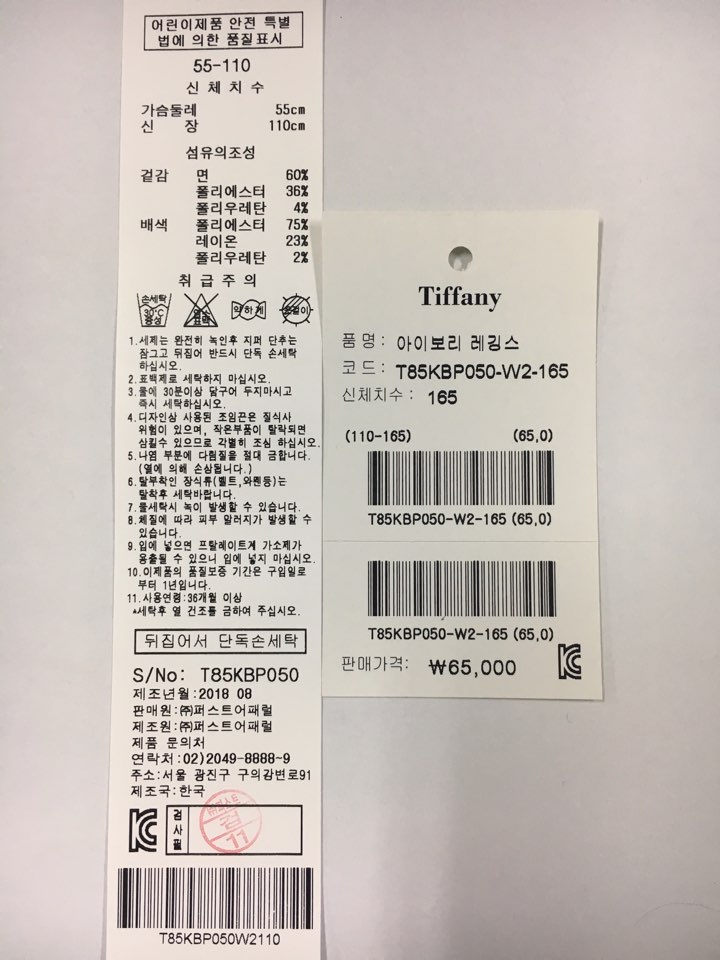 어린이제품 안전 특별
법에 의한 품질표시
55-110
신 체 치 수
가슴둘레 55cm
신 장 110cm
섬유의조성
겉감 면 60%
폴리에스터 36%
폴리우레탄 4%
배색 폴리에스터 75%
레이온 23%
폴리우레탄 2%
취 급 주 의
손세탁 30℃ 중성
염소 표백
약하게
옷걸이
1.세제는 완전히 녹인후 지퍼 단추는
잠그고 뒤집어 반드시 단독 손세탁
하십시오.
2.표백제로 세탁하지 마십시오.
3.물에 30분이상 담구어 두지마시고
즉시 세탁하십시오.
4.디자인상 사용된 조임끈은 질식사
위험이 있으며, 작은부품이 탈락되면
삼킬수 있으므로 각별히 조심 하십시오.
5.나염 부분에 다림질을 절대 금합니다.
(열에 의해 손상됩니다.)
6.탈부착인 장식류(벨트,와펜등)는
탈착후 세탁바랍니다.
7.물세탁시 녹이 발생할 수 있습니다.
8.체질에 따라 피부 알러지가 발생할 수
있습니다.
9.입에 넣으면 프탈레이트계 가소제가
용출될 수 있으니 입에 넣지 마십시오.
10.이제품의 품질보증 기간은 구입일로
부터 1년입니다.
11.사용연령:36개월 이상
▲세탁후 열 건조를 금하여 주십시오.
뒤집어서 단독손세탁
S/No: T85KBP050
제조년월:2018 08
판매원:㈜퍼스트어패럴
제조원:㈜퍼스트어패럴
제품 문의처
연락처:02)2049-8888~9
주소:서울 광진구 구의강변로91
제조국:한국
KC 검사필 ㈜퍼스트 검 11
T85KBP050W2110
Tiffany
품 명: 아이보리 레깅스
코 드: T85KBP050-W2-165
신체치수: 165
(110-165) (65,0)
T85KBP050-W2-165 (65,0)
T85KBP050-W2-165 (65,0)
판매가격: ₩65,000 KC